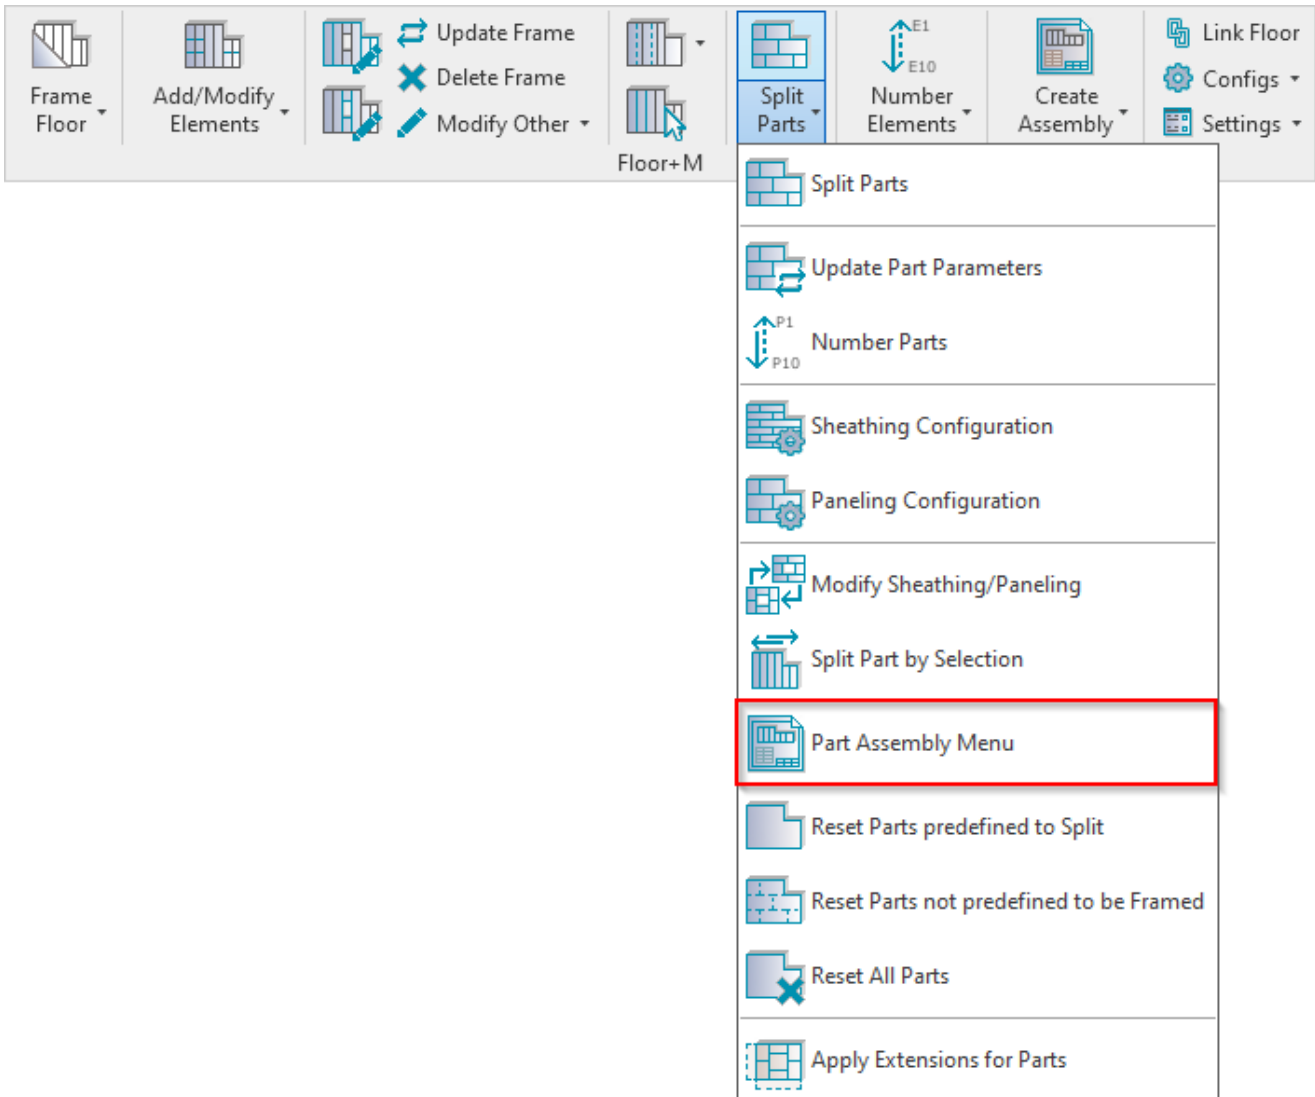 Frame
Floor
Add/Modify
Elements
Update Frame
Delete Frame
Modify Other
Floor+M
Split
Parts
E1
E10
Number
Elements
Create
Assembly
Link Floor
Configs
Settings
Split Parts
Update Part Parameters
P1
P10
Number Parts
Sheathing Configuration
Paneling Configuration
Modify Sheathing/Paneling
Split Part by Selection
Part Assembly Menu
Reset Parts predefined to Split
Reset Parts not predefined to be Framed
Reset All Parts
Apply Extensions for Parts